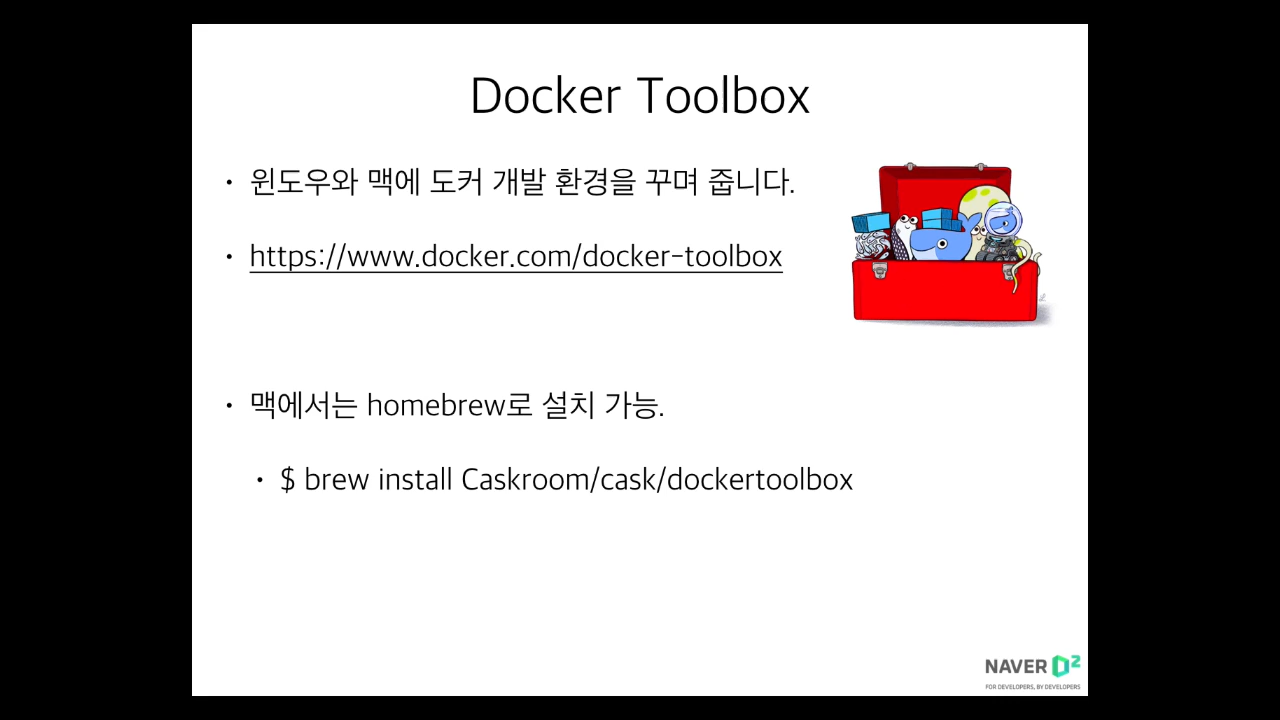 Docker Toolbox
• 윈도우와 맥에 도커 개발 환경을 꾸며 줍니다.
• https://www.docker.com/docker-toolbox
• 맥에서는 homebrew로 설치 가능.
• $ brew install Caskroom/cask/dockertoolbox
NAVER D2
FOR DEVELOPERS, BY DEVELOPERS